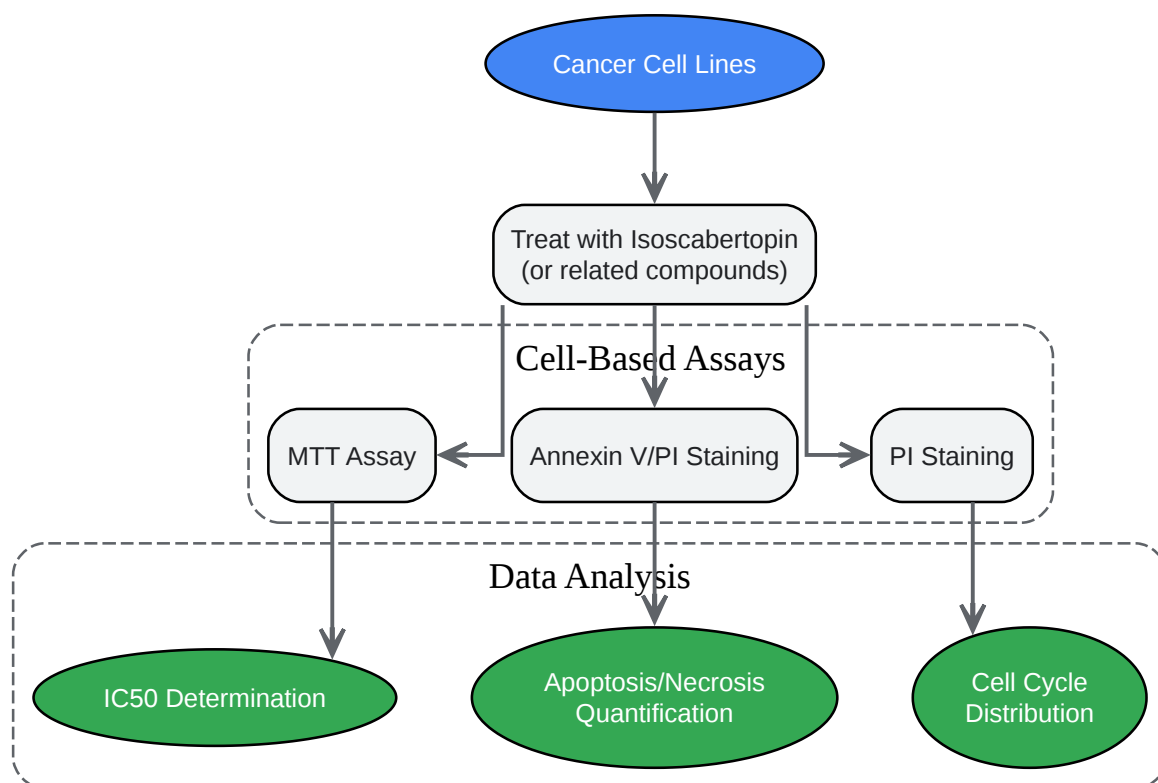 Cancer Cell Lines
Treat with Isoscabertopin
(or related compounds)
Cell-Based Assays
MTT Assay
Annexin V/PI Staining
PI Staining
Data Analysis
IC50 Determination
Apoptosis/Necrosis
Quantification
Cell Cycle
Distribution